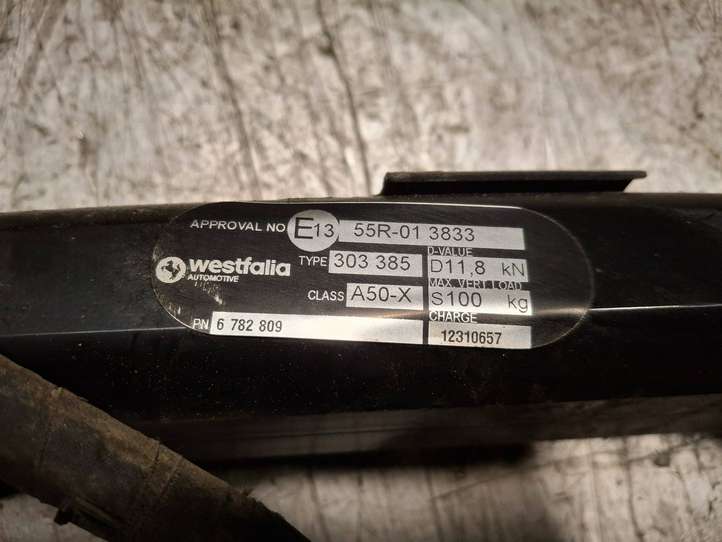 APPROVAL NO E13 55R-01 3833
westfalia
AUTOMOTIVE
TYPE 303 385
D-VALUE
D11,8 kN
CLASS A50-X
MAX. VERT. LOAD
S100 kg
PN 6 782 809
CHARGE
12310657